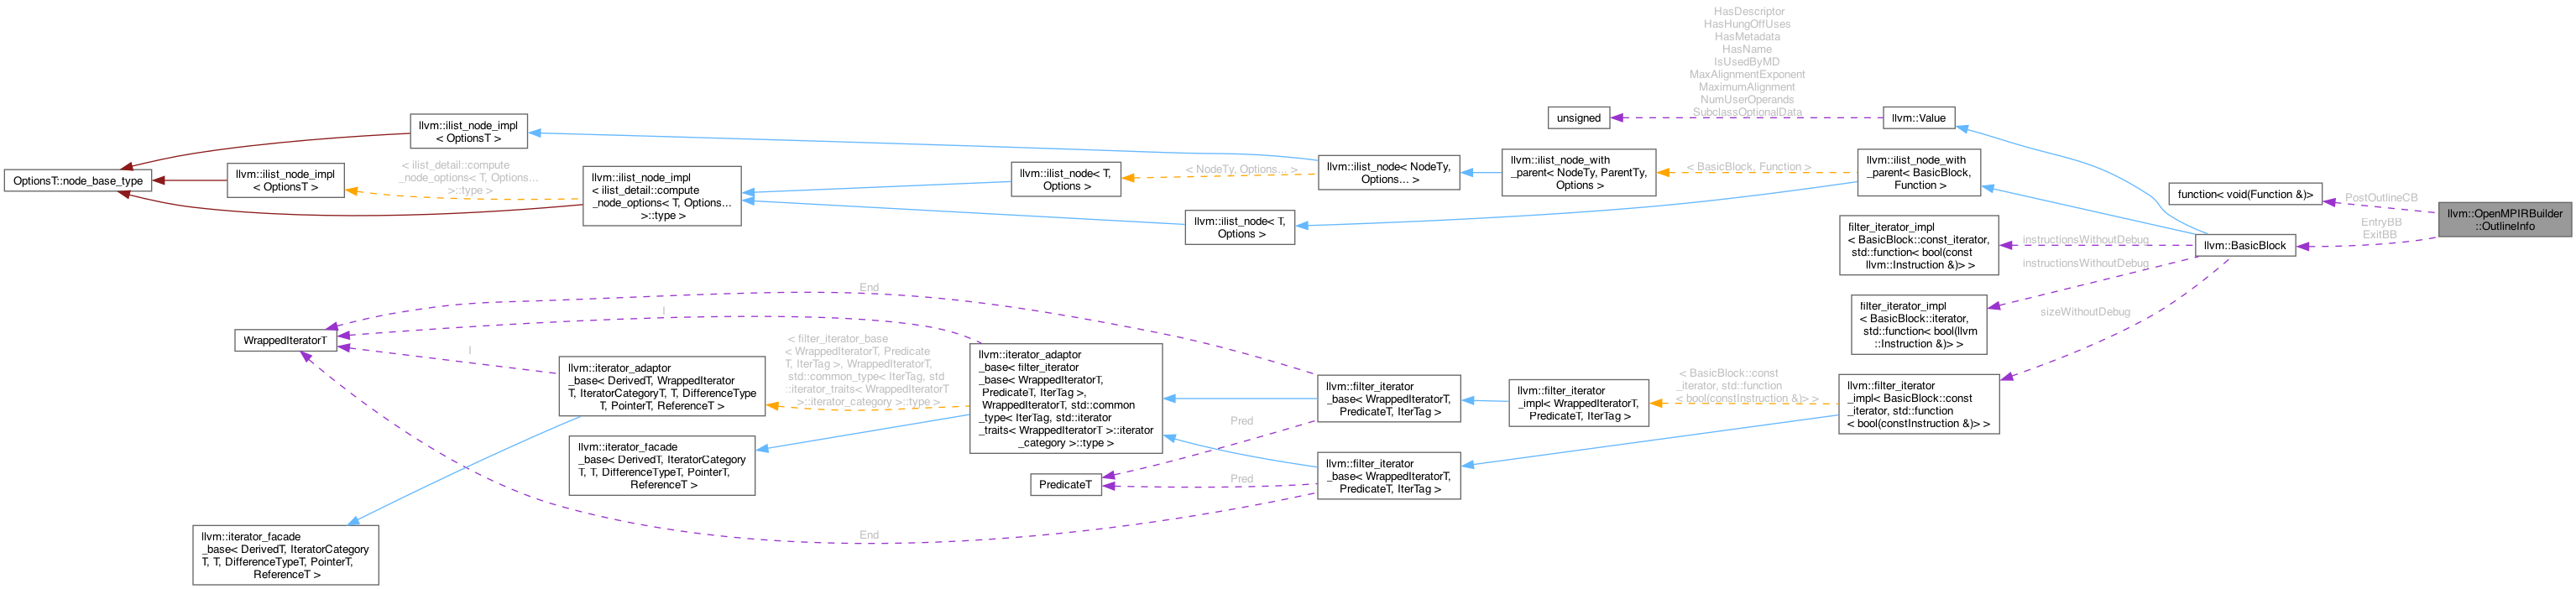 HasDescriptor
HasHungOffUses
HasMetadata
HasName
IsUsedByMD
MaxAlignmentExponent
MaximumAlignment
NumUserOperands
SubclassOptionalData
unsigned
llvm::Value
llvm::ilist_node_impl
< OptionsT >
OptionsT::node_base_type
llvm::ilist_node_impl
< OptionsT >
< ilist_detail::compute
_node_options< T, Options...
>::type >
llvm::ilist_node_impl
< ilist_detail::compute
_node_options< T, Options...
>::type >
llvm::ilist_node< T,
Options >
< NodeTy, Options... >
llvm::ilist_node< NodeTy,
Options... >
llvm::ilist_node_with
_parent< NodeTy, ParentTy,
Options >
< BasicBlock, Function >
llvm::ilist_node_with
_parent< BasicBlock,
Function >
llvm::ilist_node< T,
Options >
function< void(Function &)>
PostOutlineCB
EntryBB
ExitBB
llvm::OpenMPIRBuilder
::OutlineInfo
llvm::BasicBlock
filter_iterator_impl
< BasicBlock::const_iterator,
std::function< bool(const
llvm::Instruction &)> >
instructionsWithoutDebug
instructionsWithoutDebug
filter_iterator_impl
< BasicBlock::iterator,
std::function< bool(llvm
::Instruction &)> >
sizeWithoutDebug
End
I
I
WrappedIteratorT
llvm::iterator_adaptor
_base< DerivedT, WrappedIterator
T, IteratorCategoryT, T, DifferenceType
T, PointerT, ReferenceT >
< filter_iterator_base
< WrappedIteratorT, Predicate
T, IterTag >, WrappedIteratorT,
std::common_type< IterTag, std
::iterator_traits< WrappedIteratorT
>::iterator_category >::type >
llvm::iterator_adaptor
_base< filter_iterator
_base< WrappedIteratorT,
PredicateT, IterTag >,
WrappedIteratorT, std::common
_type< IterTag, std::iterator
_traits< WrappedIteratorT >::iterator
_category >::type >
llvm::filter_iterator
_base< WrappedIteratorT,
PredicateT, IterTag >
llvm::filter_iterator
_impl< WrappedIteratorT,
PredicateT, IterTag >
< BasicBlock::const
_iterator, std::function
< bool(constInstruction &)> >
llvm::filter_iterator
_impl< BasicBlock::const
_iterator, std::function
< bool(constInstruction &)> >
llvm::iterator_facade
_base< DerivedT, IteratorCategory
T, T, DifferenceTypeT, PointerT,
ReferenceT >
Pred
PredicateT
Pred
llvm::filter_iterator
_base< WrappedIteratorT,
PredicateT, IterTag >
End
llvm::iterator_facade
_base< DerivedT, IteratorCategory
T, T, DifferenceTypeT, PointerT,
ReferenceT >